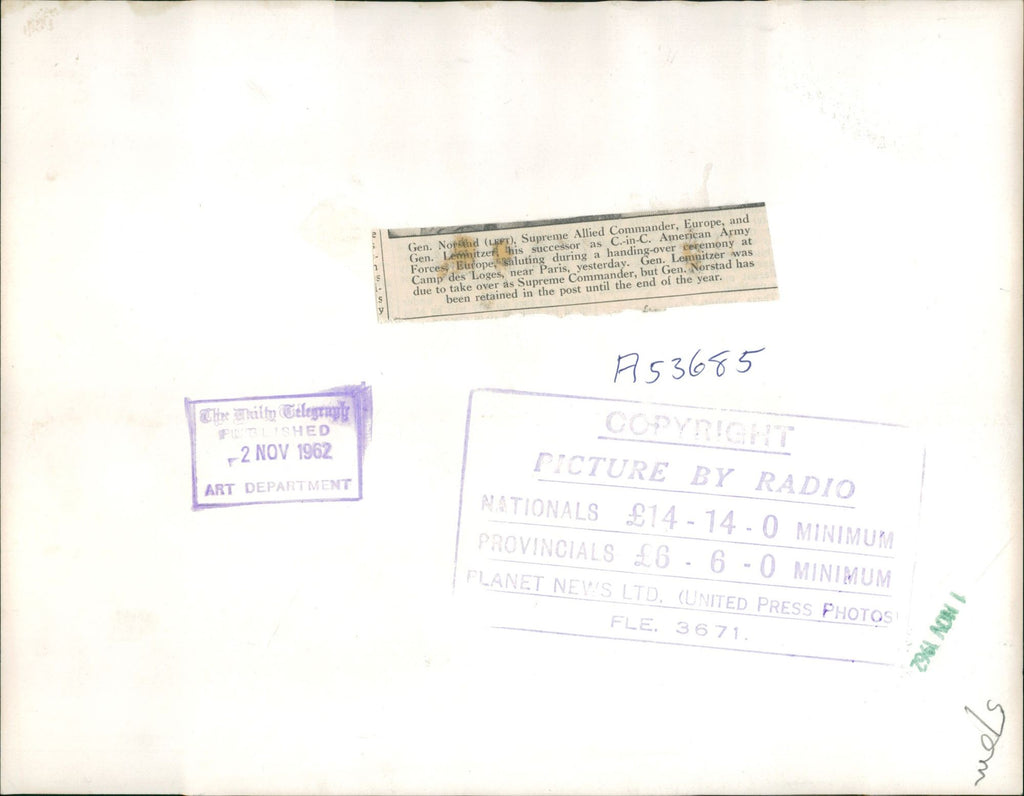 Gen. Norstad (LEFT), Supreme Allied Commander, Europe, and
Gen. Lemnitzer, his successor as C.-in-C. American Army
Forces, Europe, saluting during a handing-over ceremony at
Camp des Loges, near Paris, yesterday. Gen. Lemnitzer was
due to take over as Supreme Commander, but Gen. Norstad has
been retained in the post until the end of the year.
A53685
The Daily Telegraph
PUBLISHED
-2 NOV 1962
ART DEPARTMENT
COPYRIGHT
PICTURE BY RADIO
NATIONALS £14-14-0 MINIMUM
PROVINCIALS £6-6-0 MINIMUM
PLANET NEWS LTD. (UNITED PRESS PHOTOS)
FLE. 3671.
1 NOV 1962